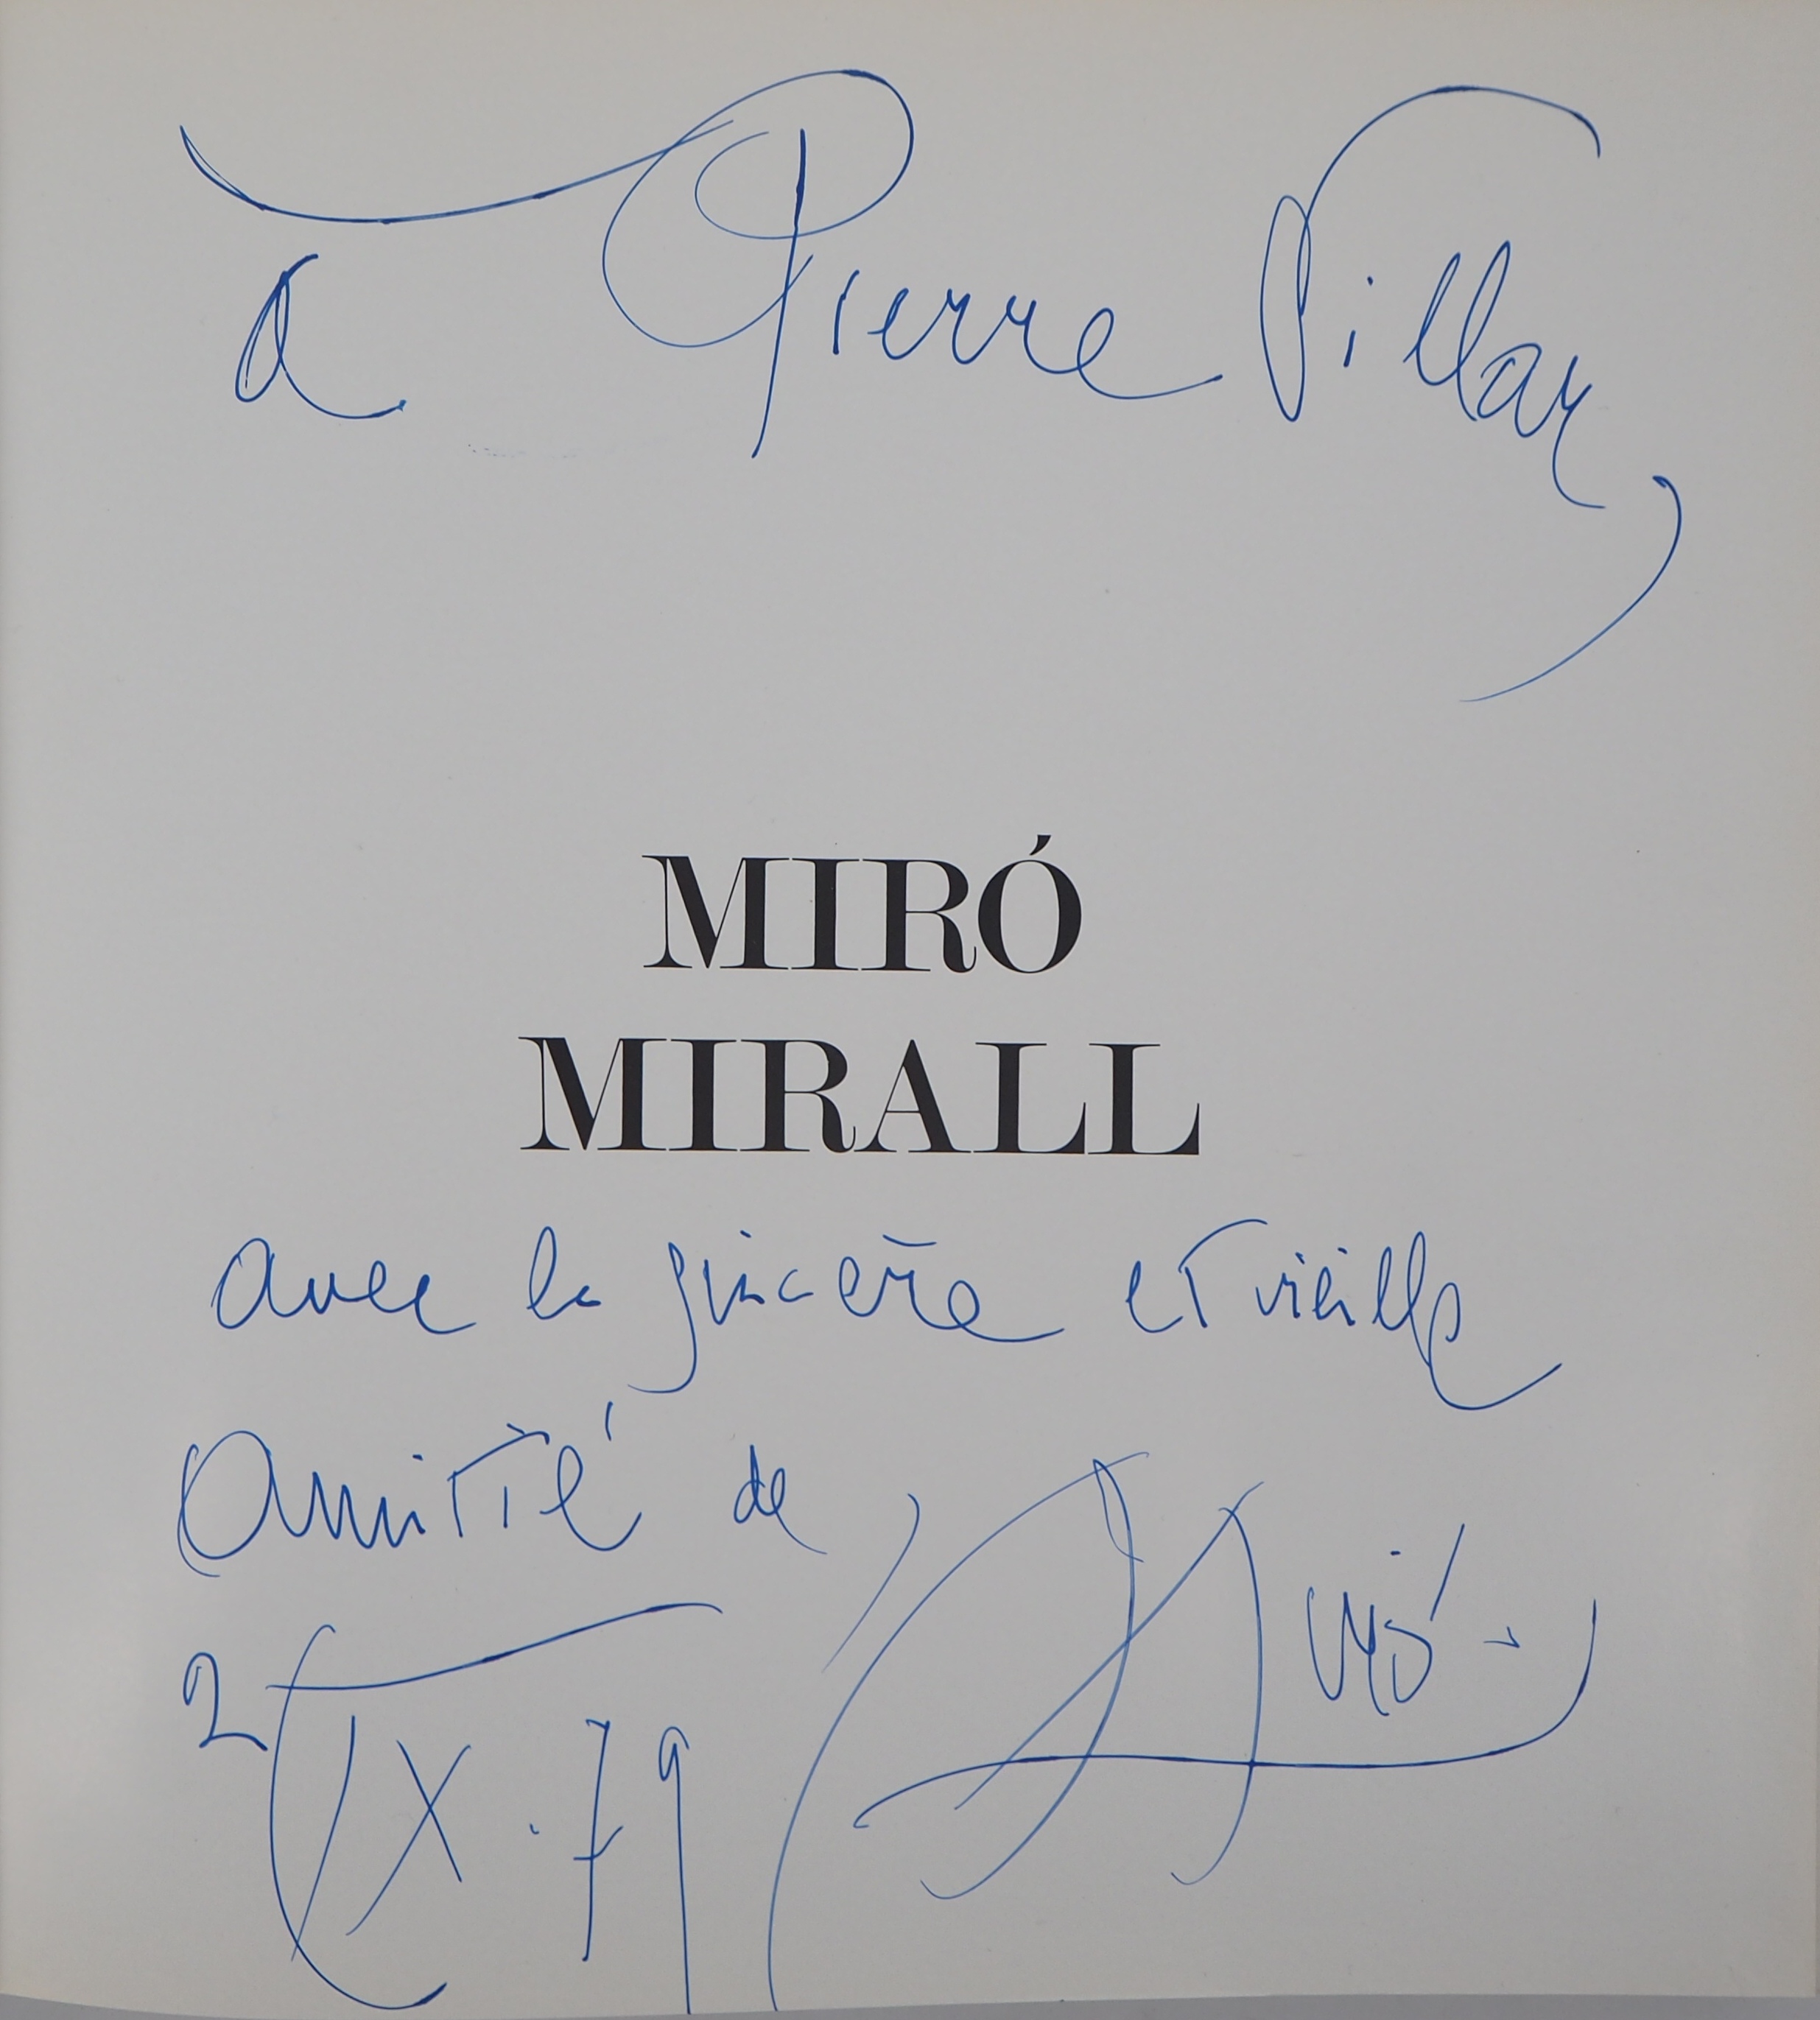 à Pierre Villar,
MIRÓ
MIRALL
avec la sincère et vieille
amitié de
Miró.
2/IX.79